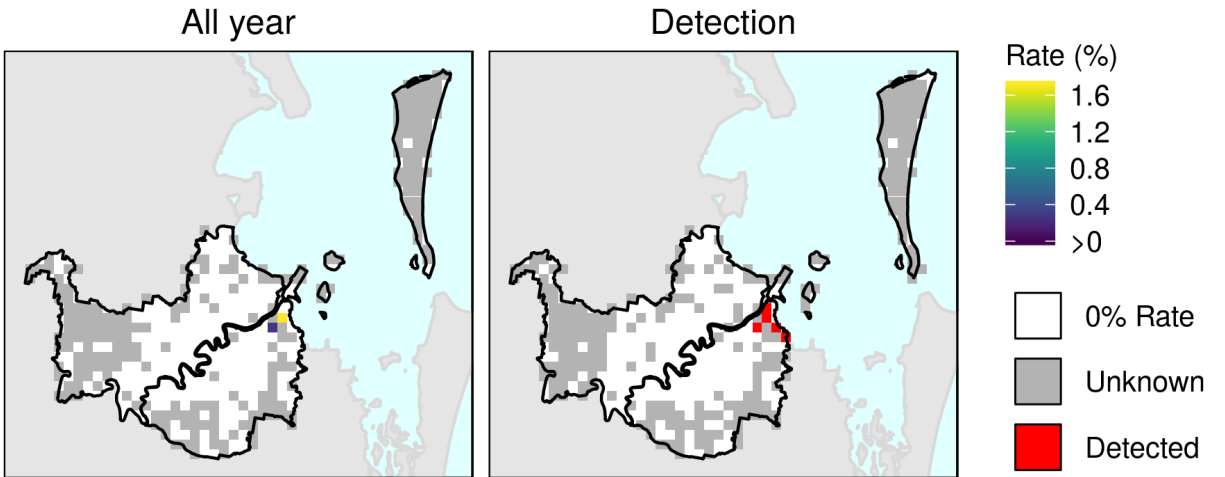 All year
Detection
Rate (%)
1.6
1.2
0.8
0.4
>0
0% Rate
Unknown
Detected